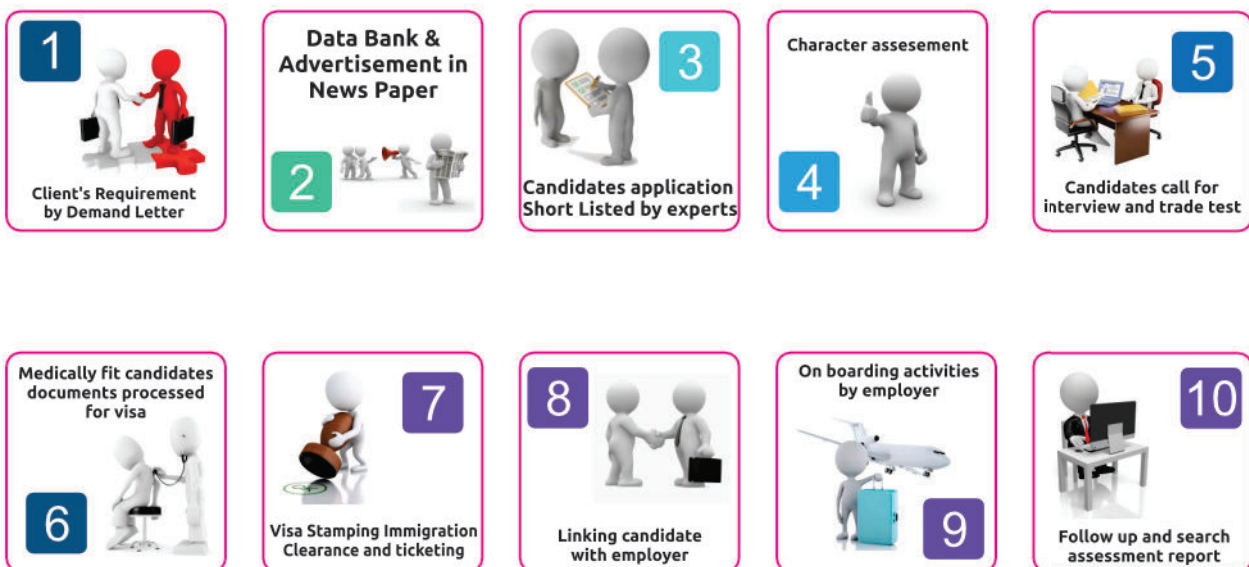 1
Client's Requirement
by Demand Letter
Data Bank &
Advertisement in
News Paper
2
3
Candidates application
Short Listed by experts
Character assesement
4
5
Candidates call for
interview and trade test
Medically fit candidates
documents processed
for visa
6
7
Visa Stamping Immigration
Clearance and ticketing
8
Linking candidate
with employer
On boarding activities
by employer
9
10
Follow up and search
assessment report